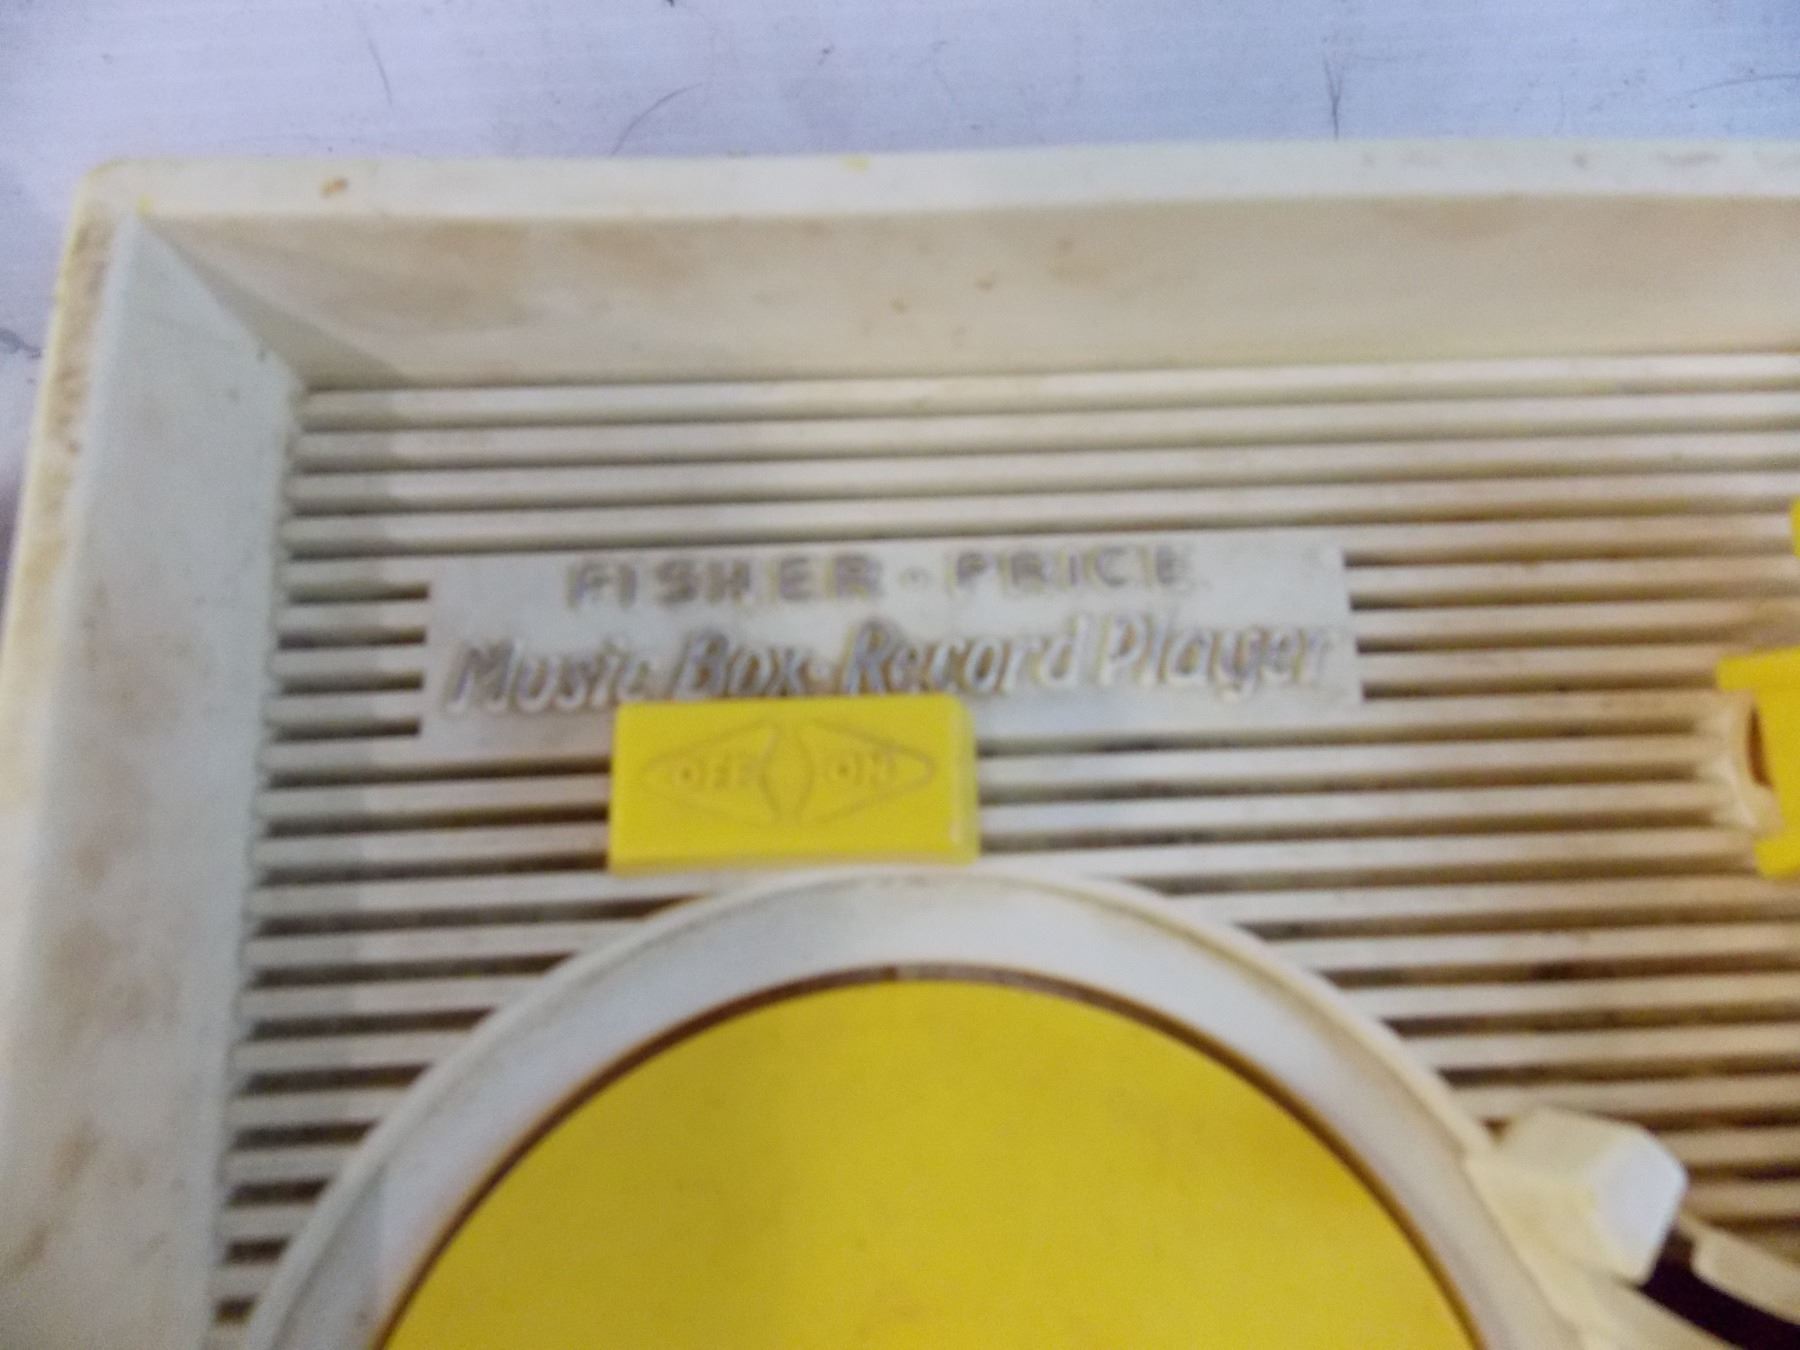 FISHER-PRICE
Music Box Record Player
OFF ON